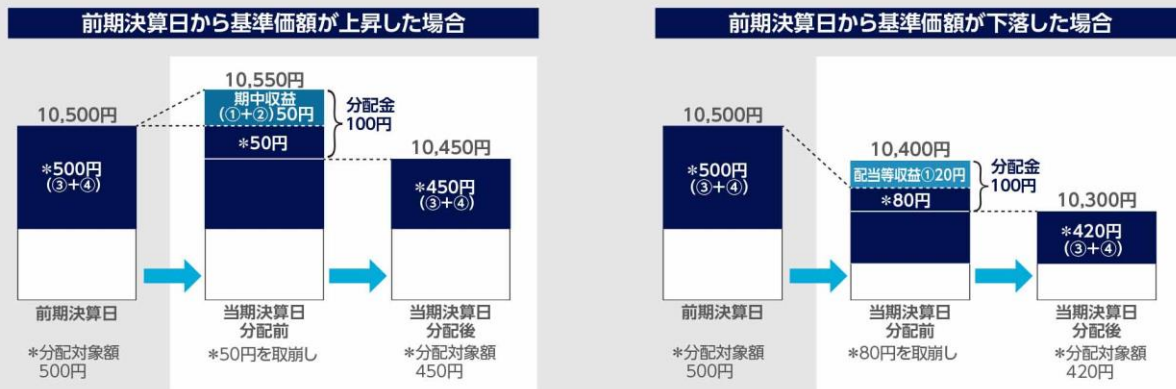 前期決算日から基準価額が上昇した場合
10,500円
*500円
(③+④)
前期決算日
*分配対象額
500円
10,550円
期中収益
(①+②)50円
*50円
分配金
100円
当期決算日
分配前
*50円を取崩し
10,450円
*450円
(③+④)
当期決算日
分配後
*分配対象額
450円
前期決算日から基準価額が下落した場合
10,500円
*500円
(③+④)
前期決算日
*分配対象額
500円
10,400円
配当等収益①20円
*80円
分配金
100円
当期決算日
分配前
*80円を取崩し
10,300円
*420円
(③+④)
当期決算日
分配後
*分配対象額
420円